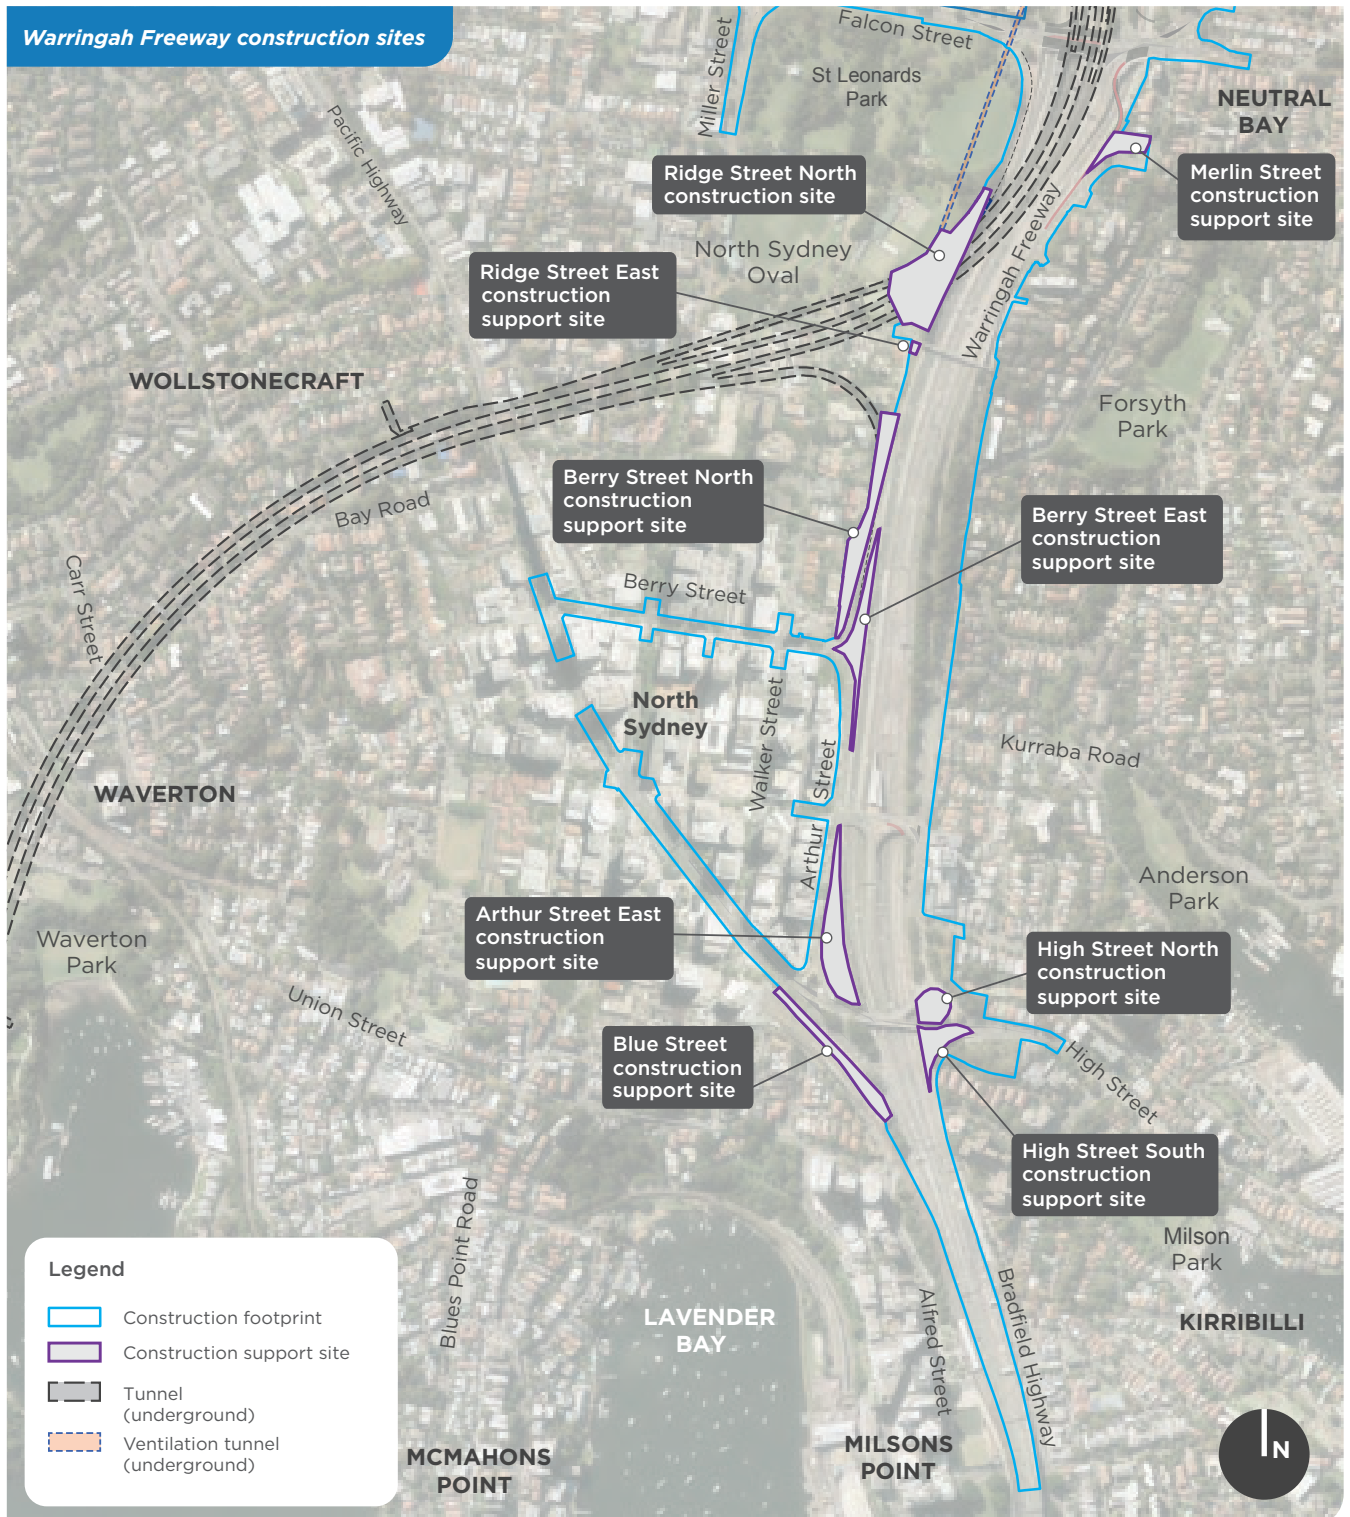 Warringah Freeway construction sites
Falcon Street
Miller Street
St Leonards
Park
NEUTRAL
BAY
Pacific Highway
Ridge Street North
construction site
Merlin Street
construction
support site
North Sydney
Oval
Warringah Freeway
Ridge Street East
construction
support site
WOLLSTONECRAFT
Forsyth
Park
Berry Street North
construction
support site
Bay Road
Berry Street East
construction
support site
Carr Street
Berry Street
North
Sydney
Walker Street
Arthur Street
Kurraba Road
WAVERTON
Anderson
Park
Waverton
Park
Arthur Street East
construction
support site
High Street North
construction
support site
Union Street
Blue Street
construction
support site
High Street
High Street South
construction
support site
Blues Point Road
Milson
Park
Legend
Construction footprint
Construction support site
Tunnel
(underground)
Ventilation tunnel
(underground)
LAVENDER
BAY
Alfred Street
Bradfield Highway
KIRRIBILLI
MCMAHONS
POINT
MILSONS
POINT
N